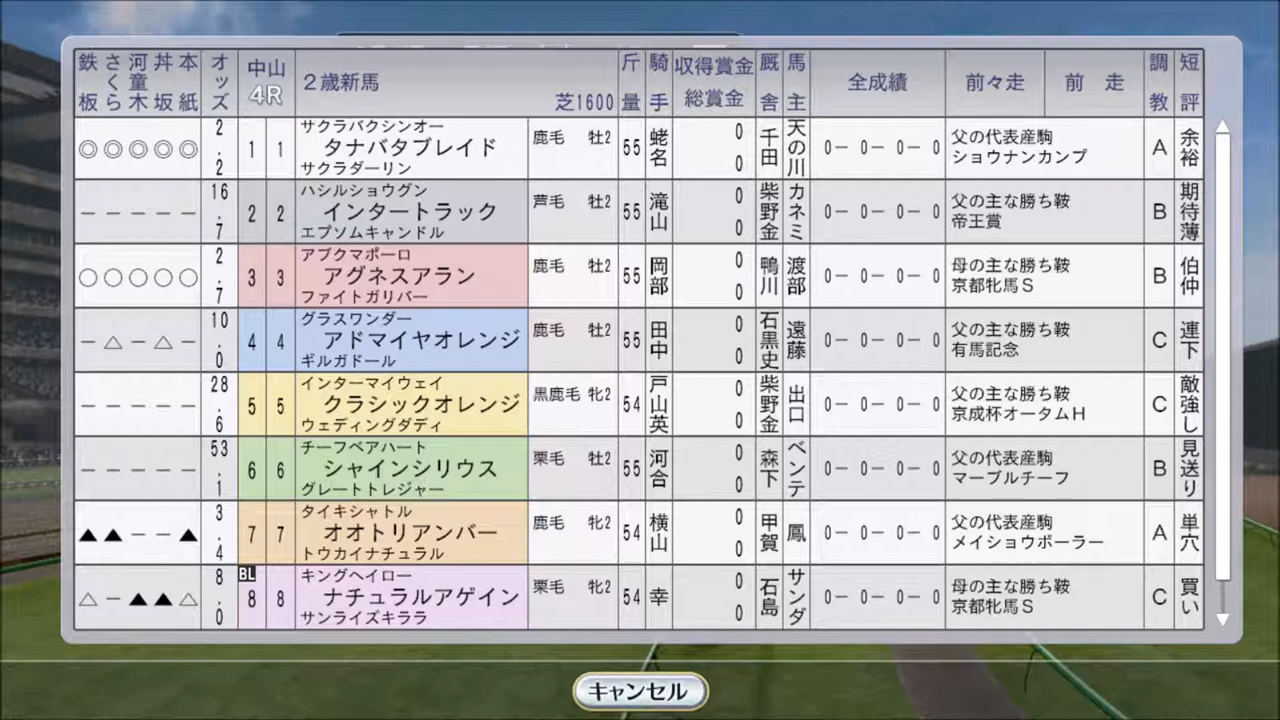 鉄板 さくら 河童木 丼坂 本紙 オッズ 中山 4R 2歳新馬 芝1600 斤量 騎手 収得賞金 総賞金 厩舎 馬主 全成績 前々走 前 走 調教 短評
◎◎◎◎◎ 2.2 1 1 サクラバクシンオー
タナバタブレイド 鹿毛 牡2 55 蛯名 0 0 千田 天の川 0- 0- 0- 0 父の代表産駒 A 余裕
サクラダーリン ショウナンカンプ
----- 16.7 2 2 ハシルショウグン
インタートラック 芦毛 牡2 55 滝山 0 0 柴野金 カネミ 0- 0- 0- 0 父の主な勝ち鞍 B 期待薄
エプソムキャンドル 帝王賞
○○○○○ 2.7 3 3 アブクマポーロ
アグネスアラン 鹿毛 牡2 55 岡部 0 0 鴨川 渡部 0- 0- 0- 0 母の主な勝ち鞍 B 伯仲
ファイトガリバー 京都牝馬S
-△-△- 10.0 4 4 グラスワンダー
アドマイヤオレンジ 鹿毛 牡2 55 田中 0 0 石黒史 遠藤 0- 0- 0- 0 父の主な勝ち鞍 C 連下
ギルガドール 有馬記念
----- 28.6 5 5 インターマイウェイ
クラシックオレンジ 黒鹿毛 牝2 54 戸山英 0 0 柴野金 出口 0- 0- 0- 0 父の主な勝ち鞍 C 敵強し
ウェディングダディ 京成杯オータムH
----- 53.1 6 6 チーフベアハート
シャインシリウス 栗毛 牡2 55 河合 0 0 森下 ベンテ 0- 0- 0- 0 父の代表産駒 B 見送り
グレートトレジャー マーブルチーフ
▲▲--▲ 3.4 7 7 タイキシャトル
オオトリアンバー 鹿毛 牝2 54 横山 0 0 甲賀 鳳 0- 0- 0- 0 父の代表産駒 A 単穴
トウカイナチュラル メイショウボーラー
△-▲▲△ 8.0 BL 8 8 キングヘイロー
ナチュラルアゲイン 栗毛 牝2 54 幸 0 0 石島 サンダ 0- 0- 0- 0 母の主な勝ち鞍 C 買い
サンライズキララ 京都牝馬S
キャンセル